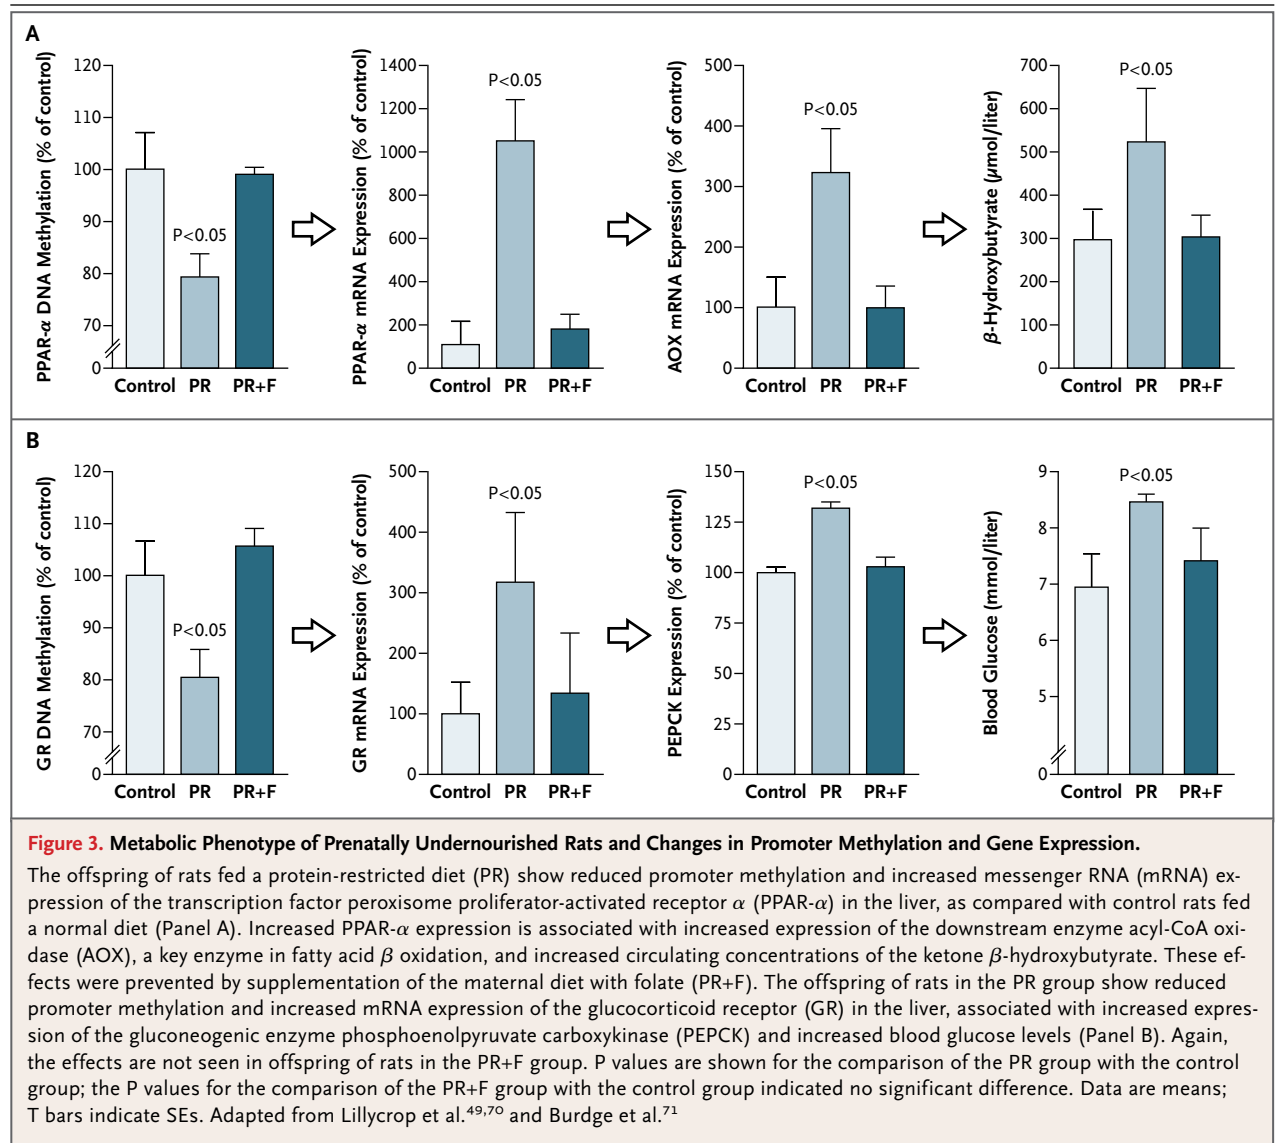 A
PPAR-α DNA Methylation (% of control)
120
110
100
90
80
70
0
P<0.05
Control PR PR+F
PPAR-α mRNA Expression (% of control)
1400
1200
1000
800
600
400
200
0
P<0.05
Control PR PR+F
AOX mRNA Expression (% of control)
500
400
300
200
100
0
P<0.05
Control PR PR+F
β-Hydroxybutyrate (μmol/liter)
700
600
500
400
300
200
100
0
P<0.05
Control PR PR+F
B
GR DNA Methylation (% of control)
120
110
100
90
80
70
0
P<0.05
Control PR PR+F
GR mRNA Expression (% of control)
500
400
300
200
100
0
P<0.05
Control PR PR+F
PEPCK Expression (% of control)
150
125
100
75
50
25
0
P<0.05
Control PR PR+F
Blood Glucose (mmol/liter)
9
8
7
6
5
0
P<0.05
Control PR PR+F
Figure 3. Metabolic Phenotype of Prenatally Undernourished Rats and Changes in Promoter Methylation and Gene Expression.
The offspring of rats fed a protein-restricted diet (PR) show reduced promoter methylation and increased messenger RNA (mRNA) ex-
pression of the transcription factor peroxisome proliferator-activated receptor α (PPAR-α) in the liver, as compared with control rats fed
a normal diet (Panel A). Increased PPAR-α expression is associated with increased expression of the downstream enzyme acyl-CoA oxi-
dase (AOX), a key enzyme in fatty acid β oxidation, and increased circulating concentrations of the ketone β-hydroxybutyrate. These ef-
fects were prevented by supplementation of the maternal diet with folate (PR+F). The offspring of rats in the PR group show reduced
promoter methylation and increased mRNA expression of the glucocorticoid receptor (GR) in the liver, associated with increased expres-
sion of the gluconeogenic enzyme phosphoenolpyruvate carboxykinase (PEPCK) and increased blood glucose levels (Panel B). Again,
the effects are not seen in offspring of rats in the PR+F group. P values are shown for the comparison of the PR group with the control
group; the P values for the comparison of the PR+F group with the control group indicated no significant difference. Data are means;
T bars indicate SEs. Adapted from Lillycrop et al.⁴⁹,⁷⁰ and Burdge et al.⁷¹